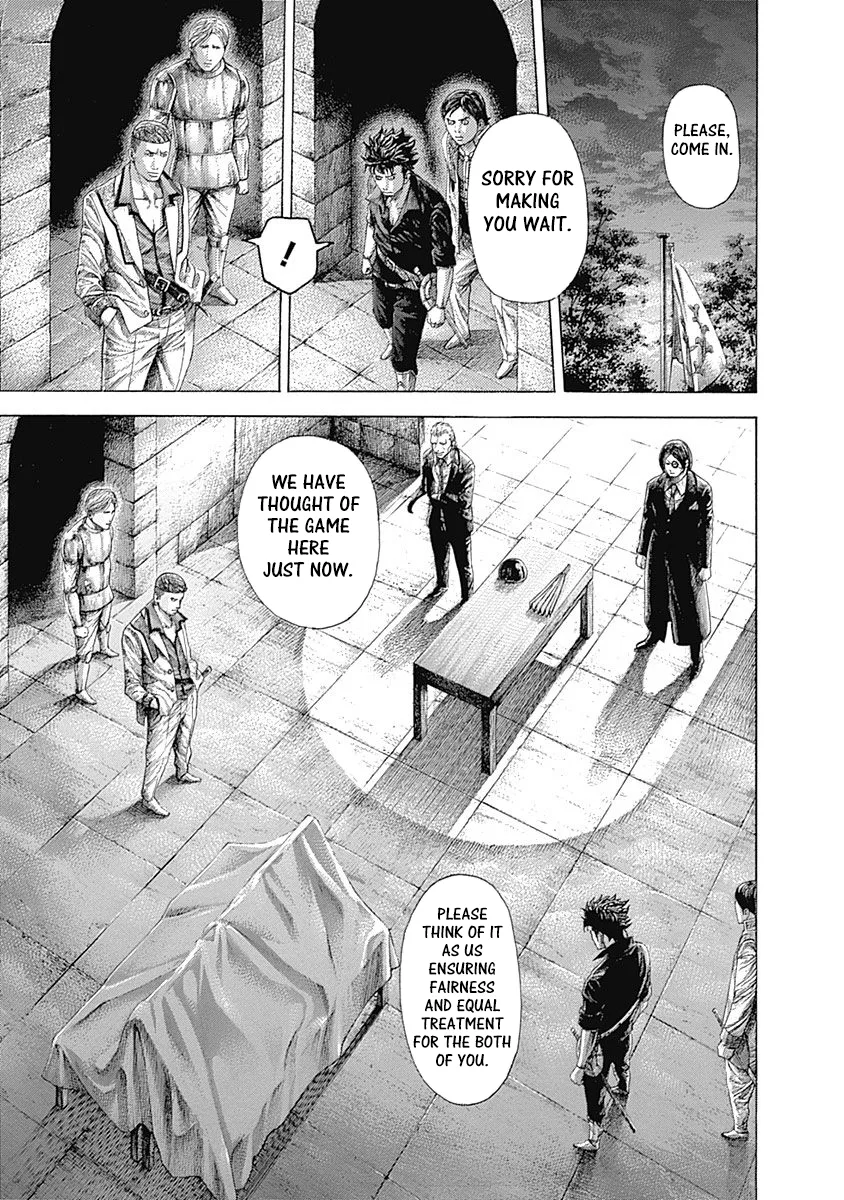 PLEASE,
COME IN.
SORRY FOR
MAKING
YOU WAIT.
!
WE HAVE
THOUGHT OF
THE GAME
HERE
JUST NOW.
PLEASE
THINK OF IT
AS US
ENSURING
FAIRNESS
AND EQUAL
TREATMENT
FOR THE BOTH
OF YOU.